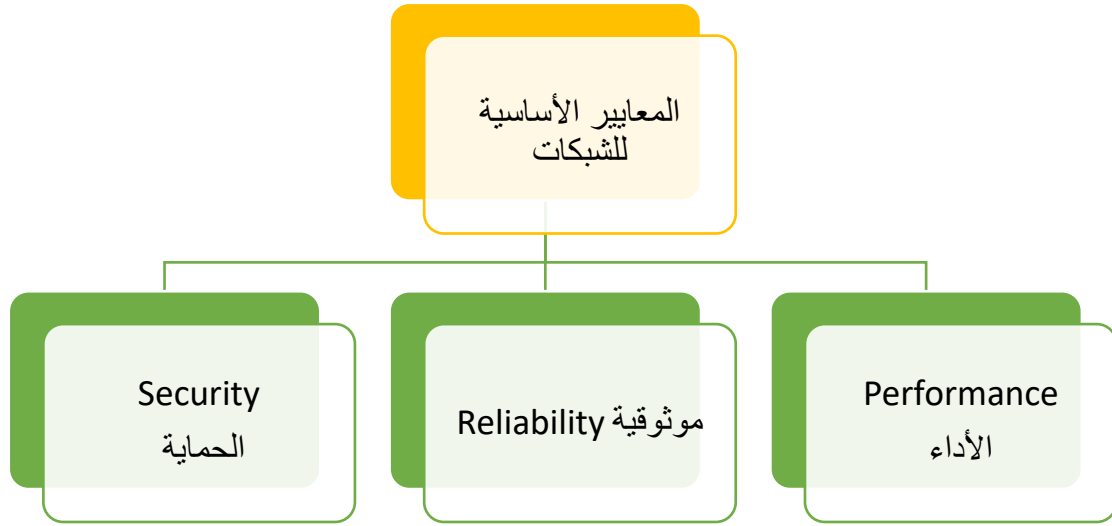 المعايير الأساسية
للشبكات
Performance
الأداء
موثوقية Reliability
Security
الحماية